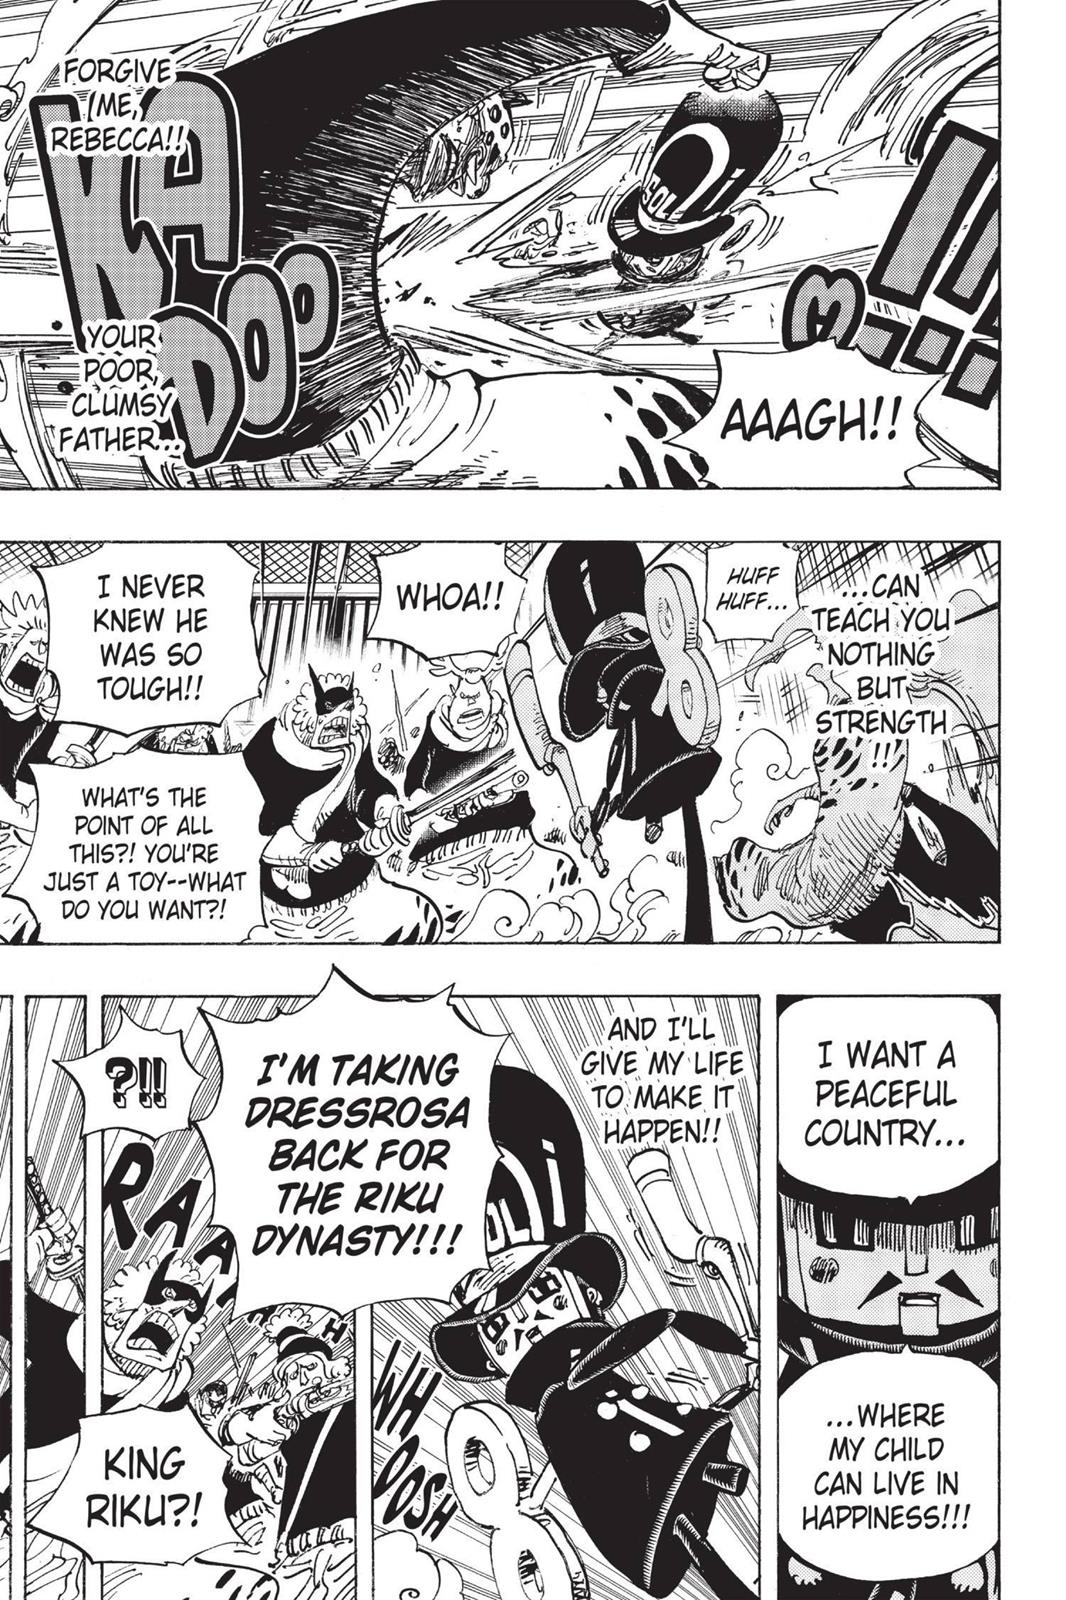 FORGIVE
ME,
REBECCA!!
KA
DOOO
M...!!!
YOUR
POOR,
CLUMSY
FATHER...
AAAGH!!
...CAN
TEACH YOU
NOTHING
BUT
STRENGTH
!!!
HUFF
HUFF...
WHOA!!
I NEVER
KNEW HE
WAS SO
TOUGH!!
WHAT'S THE
POINT OF ALL
THIS?! YOU'RE
JUST A TOY--WHAT
DO YOU WANT?!
I WANT A
PEACEFUL
COUNTRY...
...WHERE
MY CHILD
CAN LIVE IN
HAPPINESS!!!
AND I'LL
GIVE MY LIFE
TO MAKE IT
HAPPEN!!
I'M TAKING
DRESSROSA
BACK FOR
THE RIKU
DYNASTY!!!
WHOOSH
?!!
RAAAH
KING
RIKU?!